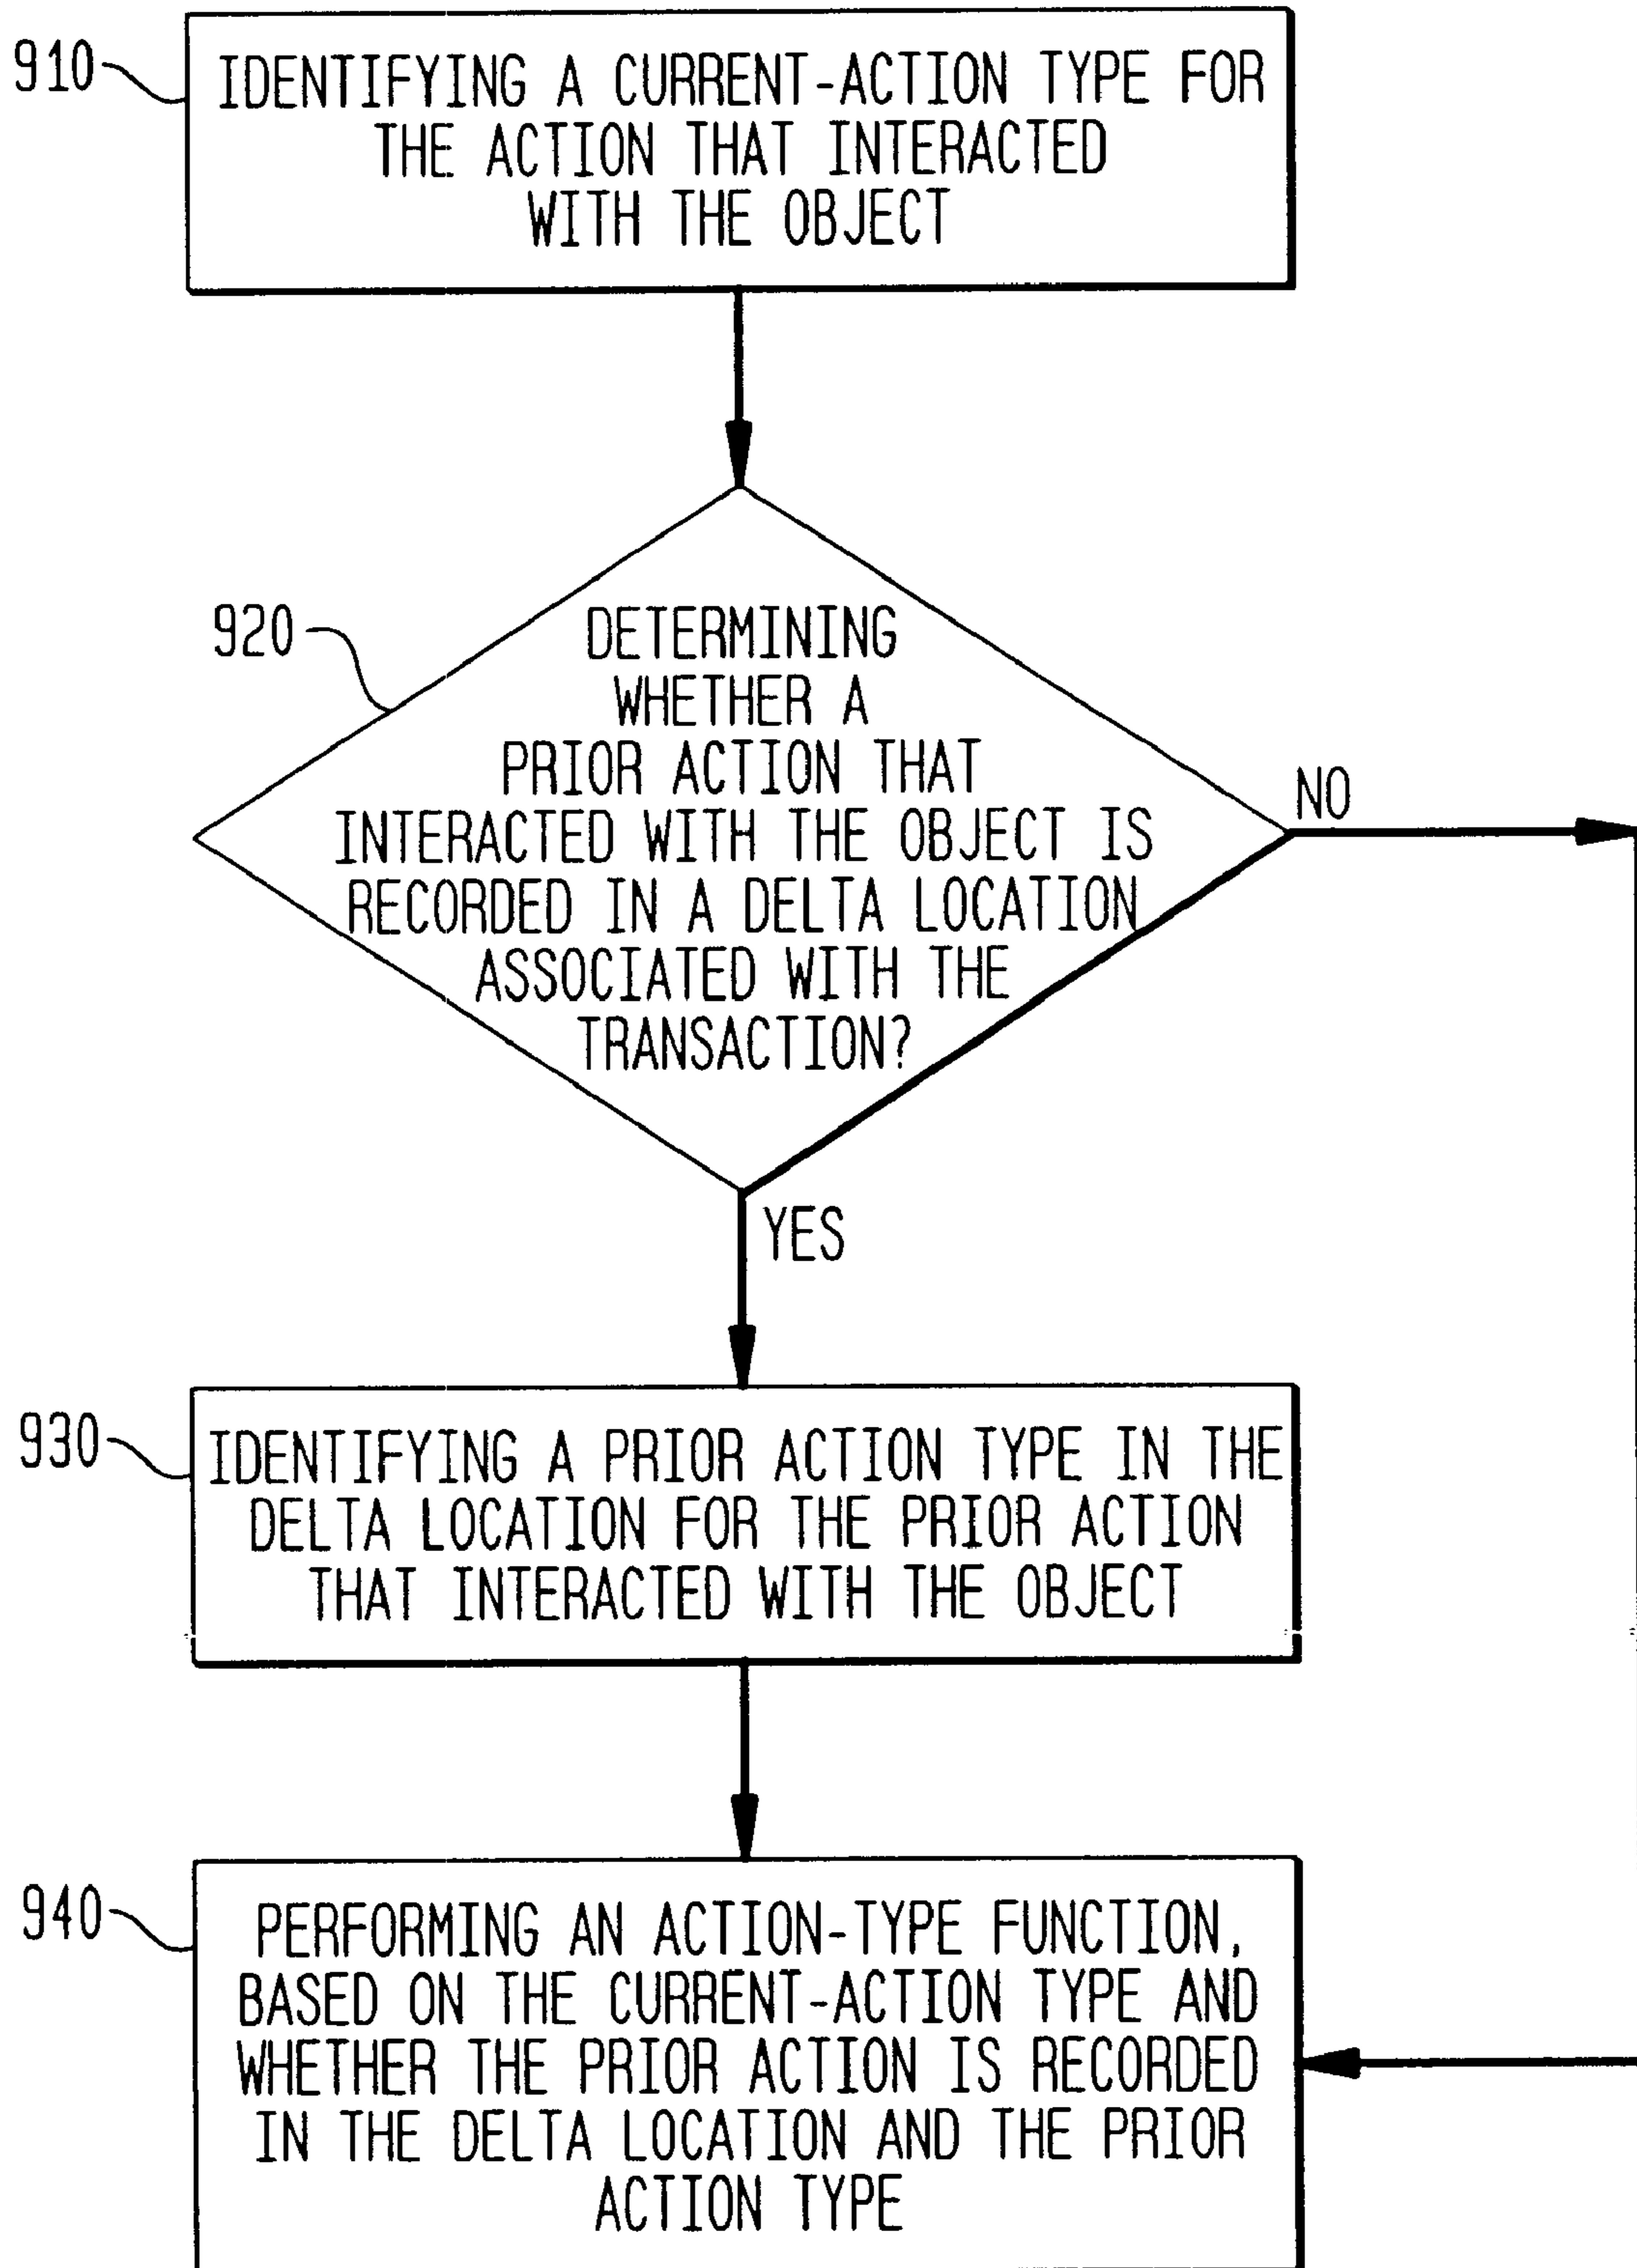 910
IDENTIFYING A CURRENT-ACTION TYPE FOR
THE ACTION THAT INTERACTED
WITH THE OBJECT
920
DETERMINING
WHETHER A
PRIOR ACTION THAT
INTERACTED WITH THE OBJECT IS
RECORDED IN A DELTA LOCATION
ASSOCIATED WITH THE
TRANSACTION?
NO
YES
930
IDENTIFYING A PRIOR ACTION TYPE IN THE
DELTA LOCATION FOR THE PRIOR ACTION
THAT INTERACTED WITH THE OBJECT
940
PERFORMING AN ACTION-TYPE FUNCTION,
BASED ON THE CURRENT-ACTION TYPE AND
WHETHER THE PRIOR ACTION IS RECORDED
IN THE DELTA LOCATION AND THE PRIOR
ACTION TYPE